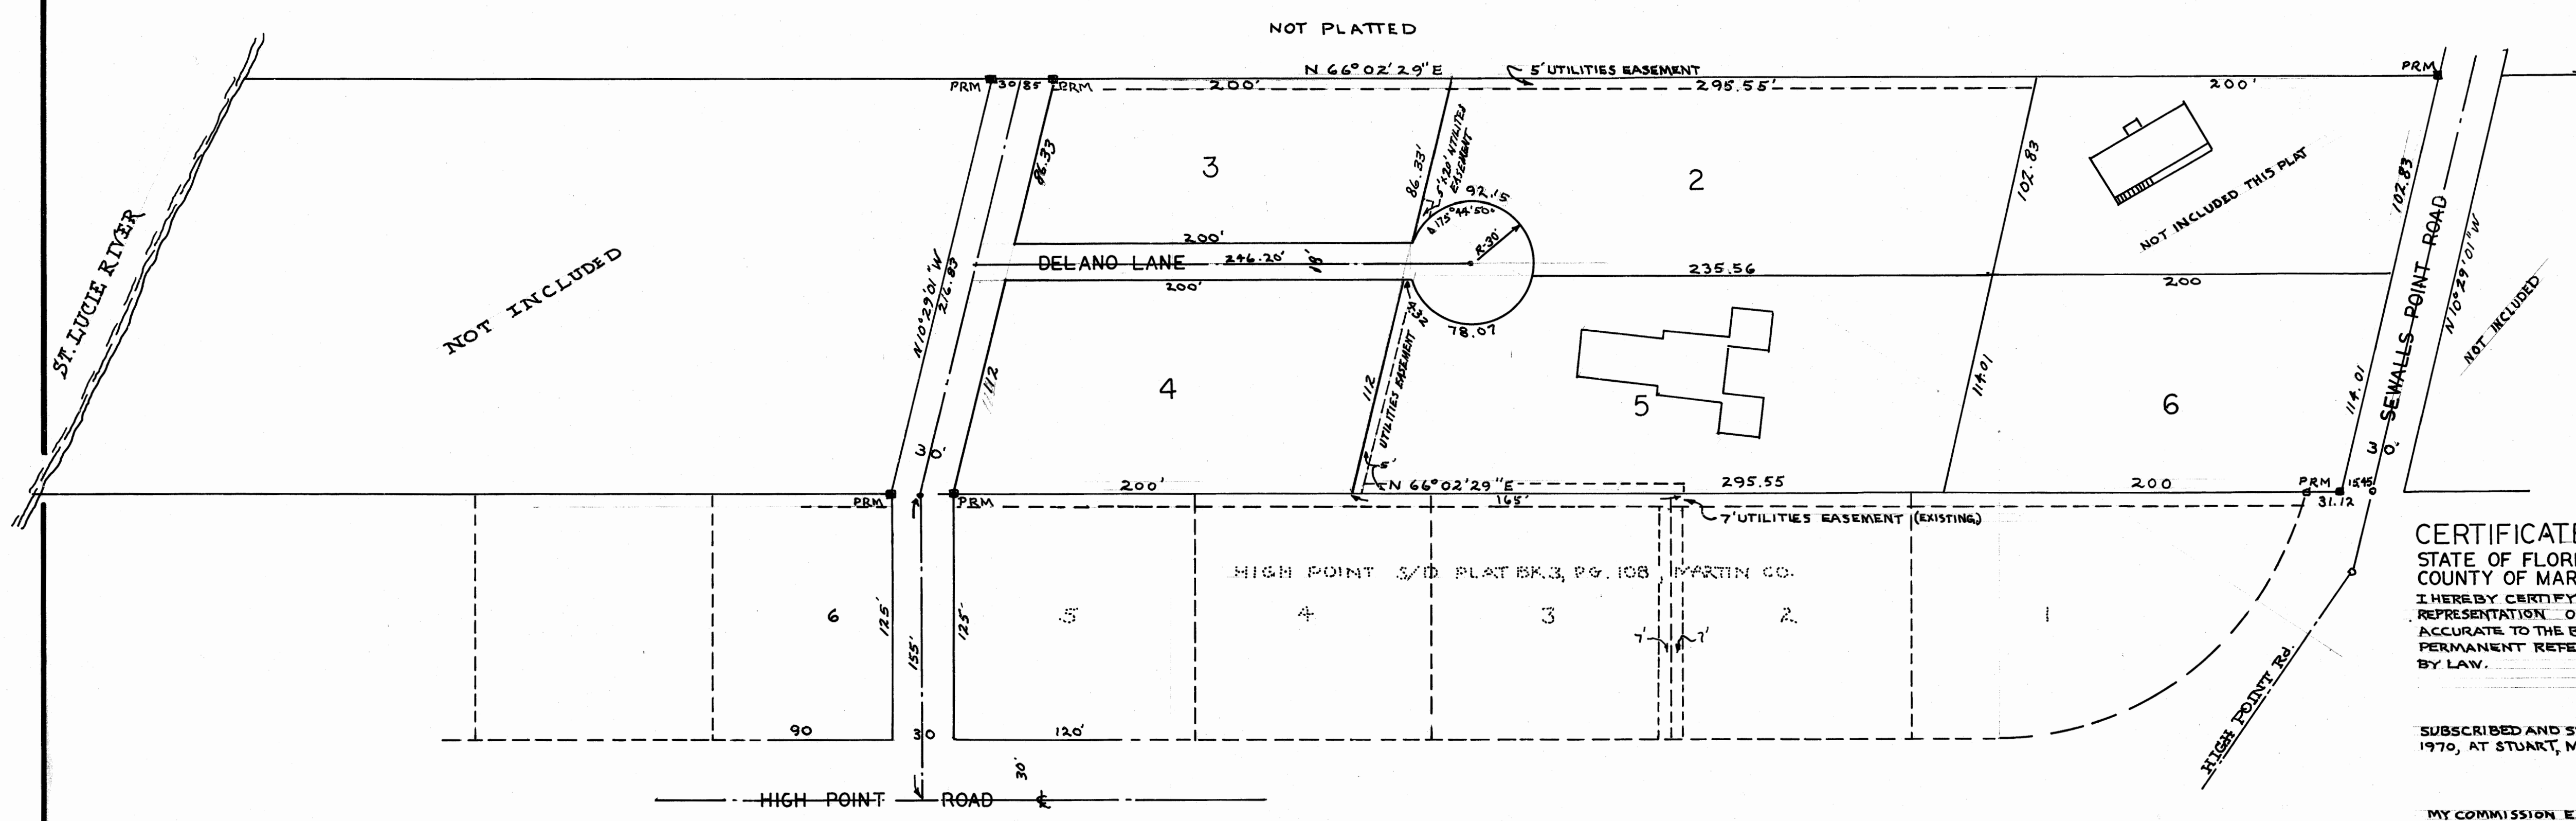 NOT PLATTED
N 66° 02' 29" E
5' UTILITIES EASEMENT
PRM
30/85
PRM
200'
295.55'
200'
PRM
ST. LUCIE RIVER
NOT INCLUDED
86.33
3
86.33'
5' X 20' UTILITES
EASEMENT
92.15
Δ 175° 44' 50"
R-30'
2
102.83
NOT INCLUDED THIS PLAT
102.83
SEWALLS POINT ROAD
N 10° 29' 01" W
NOT INCLUDED
200'
DELANO LANE
246.20'
18'
200'
235.56
200
N 10° 29' 01" W
216.83
112
4
112
UTILITIES EASEMENT
4.32
78.07
5
114.01
6
114.01
30'
30'
5'
200'
N 66° 02' 29" E
165'
295.55
200
PRM
15.45
31.12
PRM
PRM
7' UTILITIES EASEMENT (EXISTING)
HIGH POINT S/D PLAT BK.3, PG. 108, MARTIN CO.
6
125'
155'
125'
5
4
3
7'
7'
2
1
90
30
120'
30'
HIGH POINT ROAD ℄
HIGH POINT Rd.
CERTIFICATE
STATE OF FLORI
COUNTY OF MAR
I HEREBY CERTIFY
REPRESENTATION O
ACCURATE TO THE B
PERMANENT REFE
BY LAW.
SUBSCRIBED AND S
1970, AT STUART, M
MY COMMISSION E